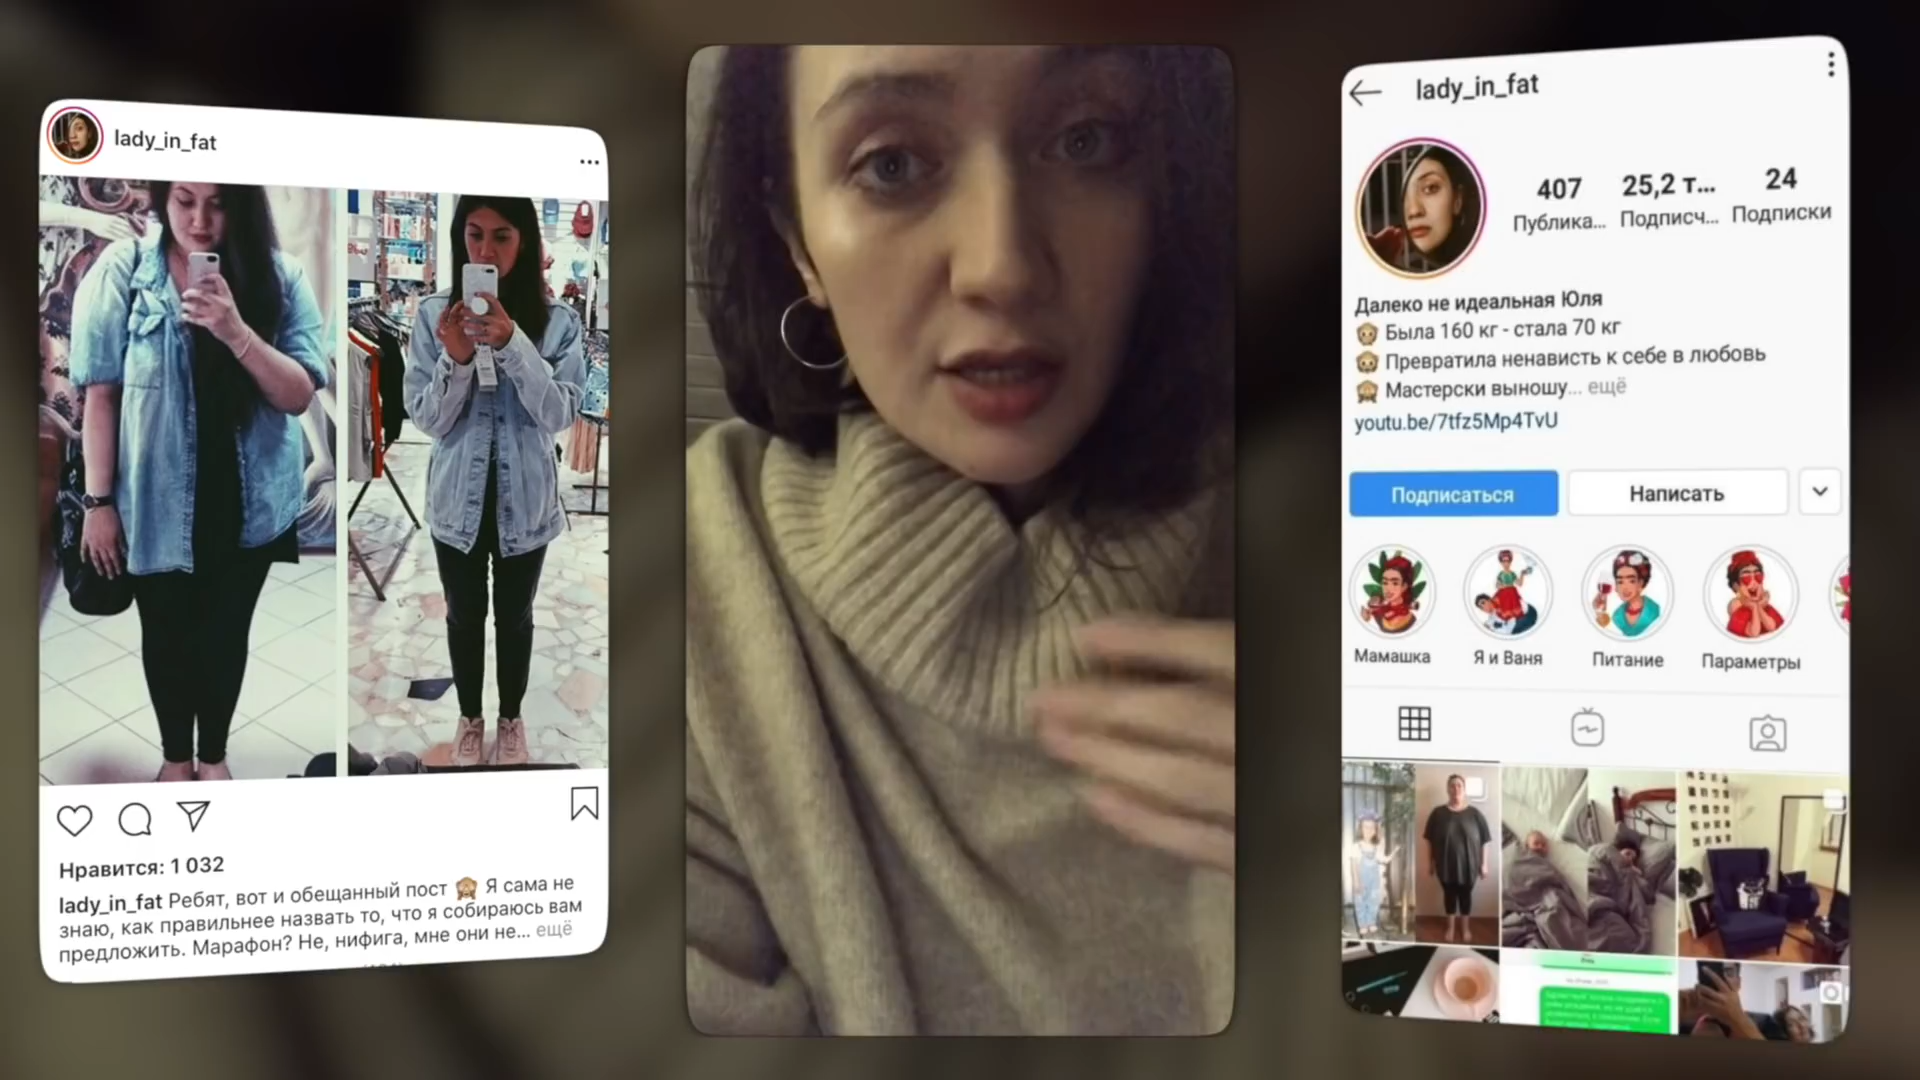 lady_in_fat
Нравится: 1 032
lady_in_fat Ребят, вот и обещанный пост 🙈 Я сама не
знаю, как правильнее назвать то, что я собираюсь вам
предложить. Марафон? Не, нифига, мне они не... ещё
lady_in_fat
407
25,2 т...
24
Публика...
Подписч...
Подписки
Далеко не идеальная Юля
🙊 Была 160 кг - стала 70 кг
🙉 Превратила ненависть к себе в любовь
🙈 Мастерски выношу... ещё
youtu.be/7tfz5Mp4TvU
Подписаться
Написать
Мамашка
Я и Ваня
Питание
Параметры